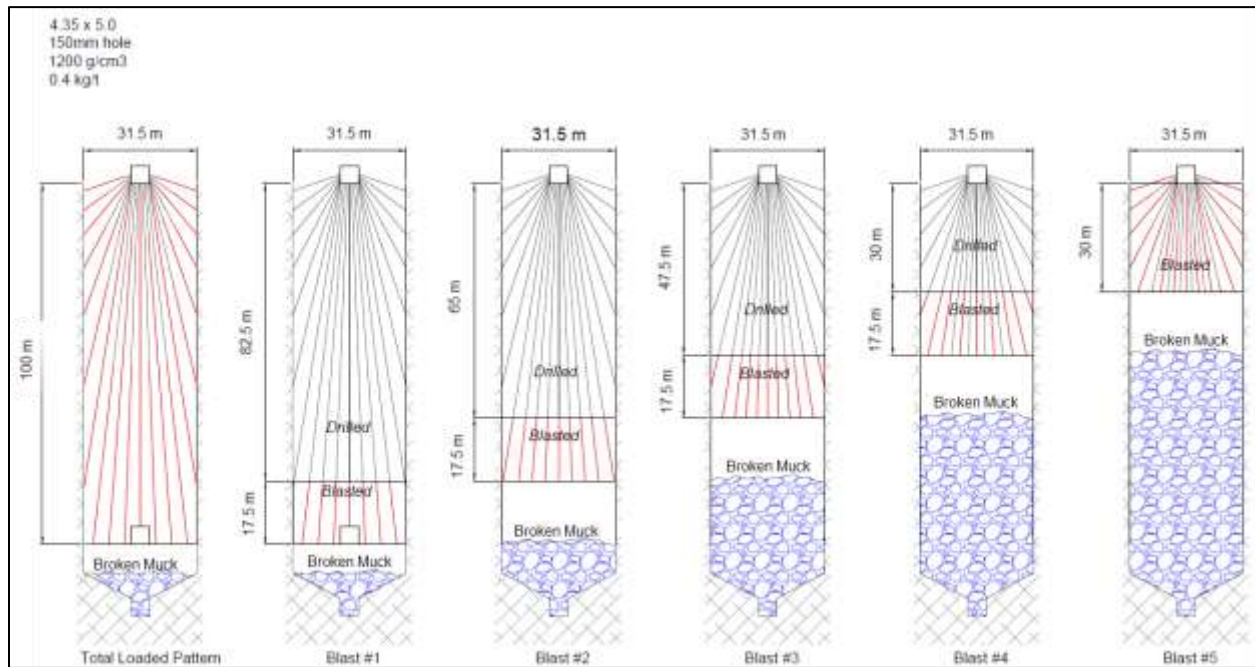 4.35 x 5.0
150mm hole
1200 g/cm3
0.4 kg/t
31.5 m
31.5 m
31.5 m
31.5 m
31.5 m
31.5 m
100 m
82.5 m
17.5 m
65 m
17.5 m
47.5 m
17.5 m
30 m
17.5 m
30 m
Drilled
Blasted
Drilled
Blasted
Drilled
Blasted
Drilled
Blasted
Blasted
Broken Muck
Broken Muck
Broken Muck
Broken Muck
Broken Muck
Broken Muck
Total Loaded Pattern
Blast #1
Blast #2
Blast #3
Blast #4
Blast #5